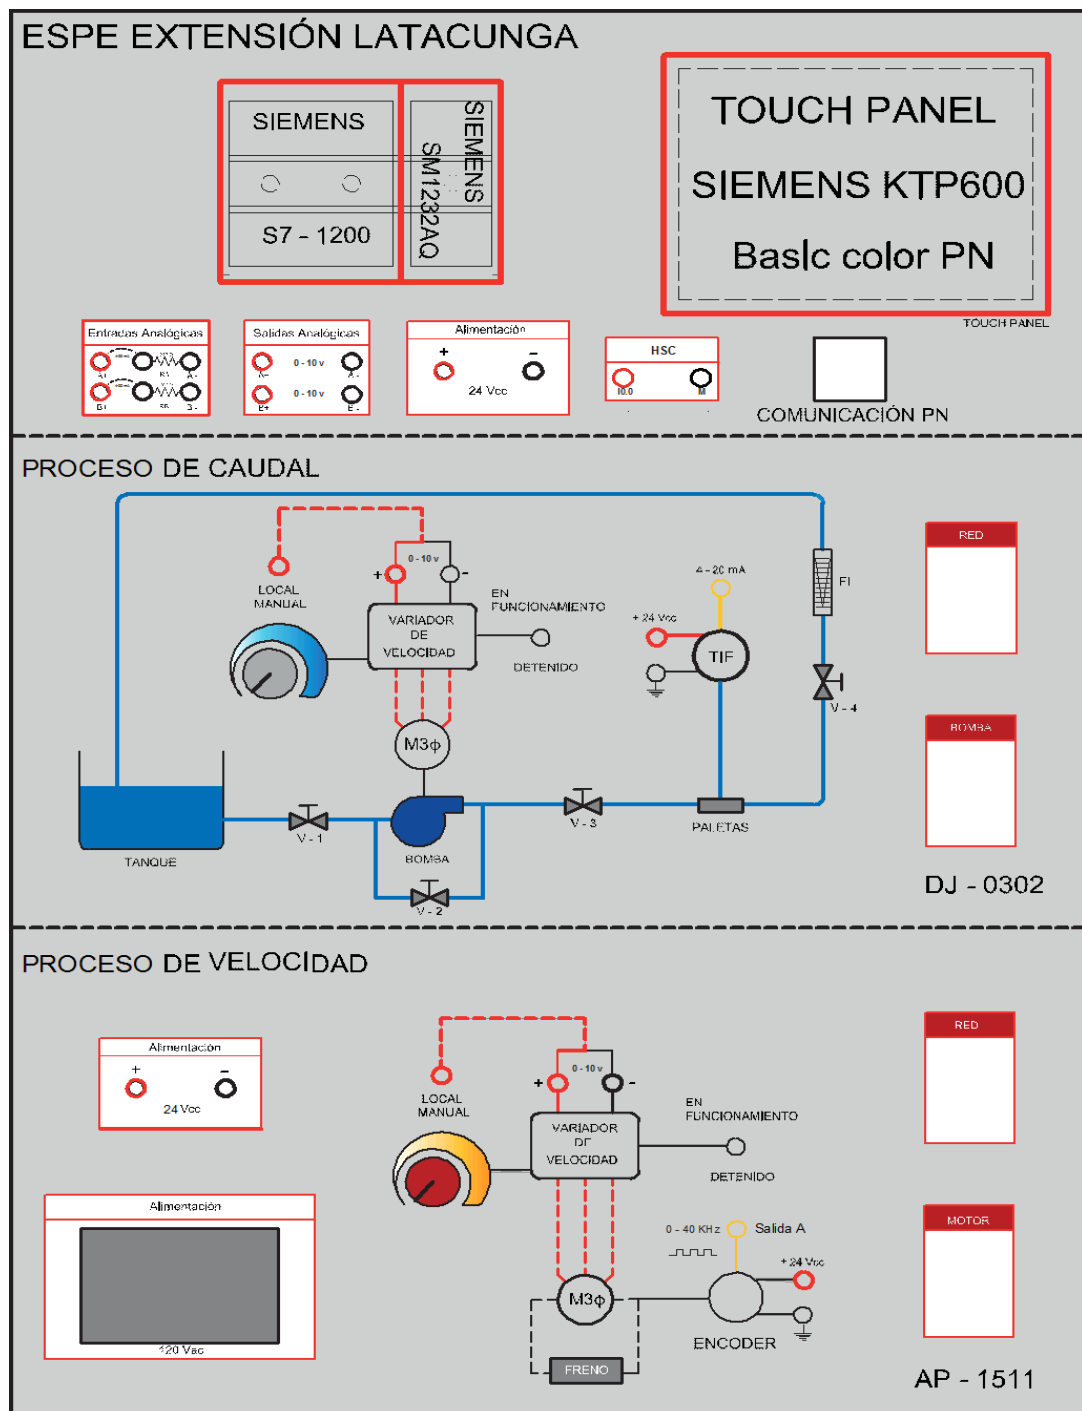 ESPE EXTENSIÓN LATACUNGA
SIEMENS
S7 - 1200
SIEMENS
SM1232AQ
TOUCH PANEL
SIEMENS KTP600
Basic color PN
TOUCH PANEL
Entradas Analógicas
A+
A -
B+
B -
Salidas Analógicas
0 - 10 v
A+
A -
0 - 10 v
B+
B -
Alimentación
+
–
24 Vcc
HSC
I0.0
M
COMUNICACIÓN PN
PROCESO DE CAUDAL
LOCAL
MANUAL
0 - 10 v
+
-
VARIADOR
DE
VELOCIDAD
EN
FUNCIONAMIENTO
DETENIDO
4 - 20 mA
+ 24 Vcc
TIF
FI
V - 4
RED
M3ϕ
BOMBA
TANQUE
V - 1
BOMBA
V - 2
V - 3
PALETAS
DJ - 0302
PROCESO DE VELOCIDAD
Alimentación
+
–
24 Vcc
LOCAL
MANUAL
0 - 10 v
+
-
VARIADOR
DE
VELOCIDAD
EN
FUNCIONAMIENTO
DETENIDO
RED
Alimentación
120 Vac
0 - 40 KHz
Salida A
+ 24 Vcc
M3ϕ
ENCODER
FRENO
MOTOR
AP - 1511